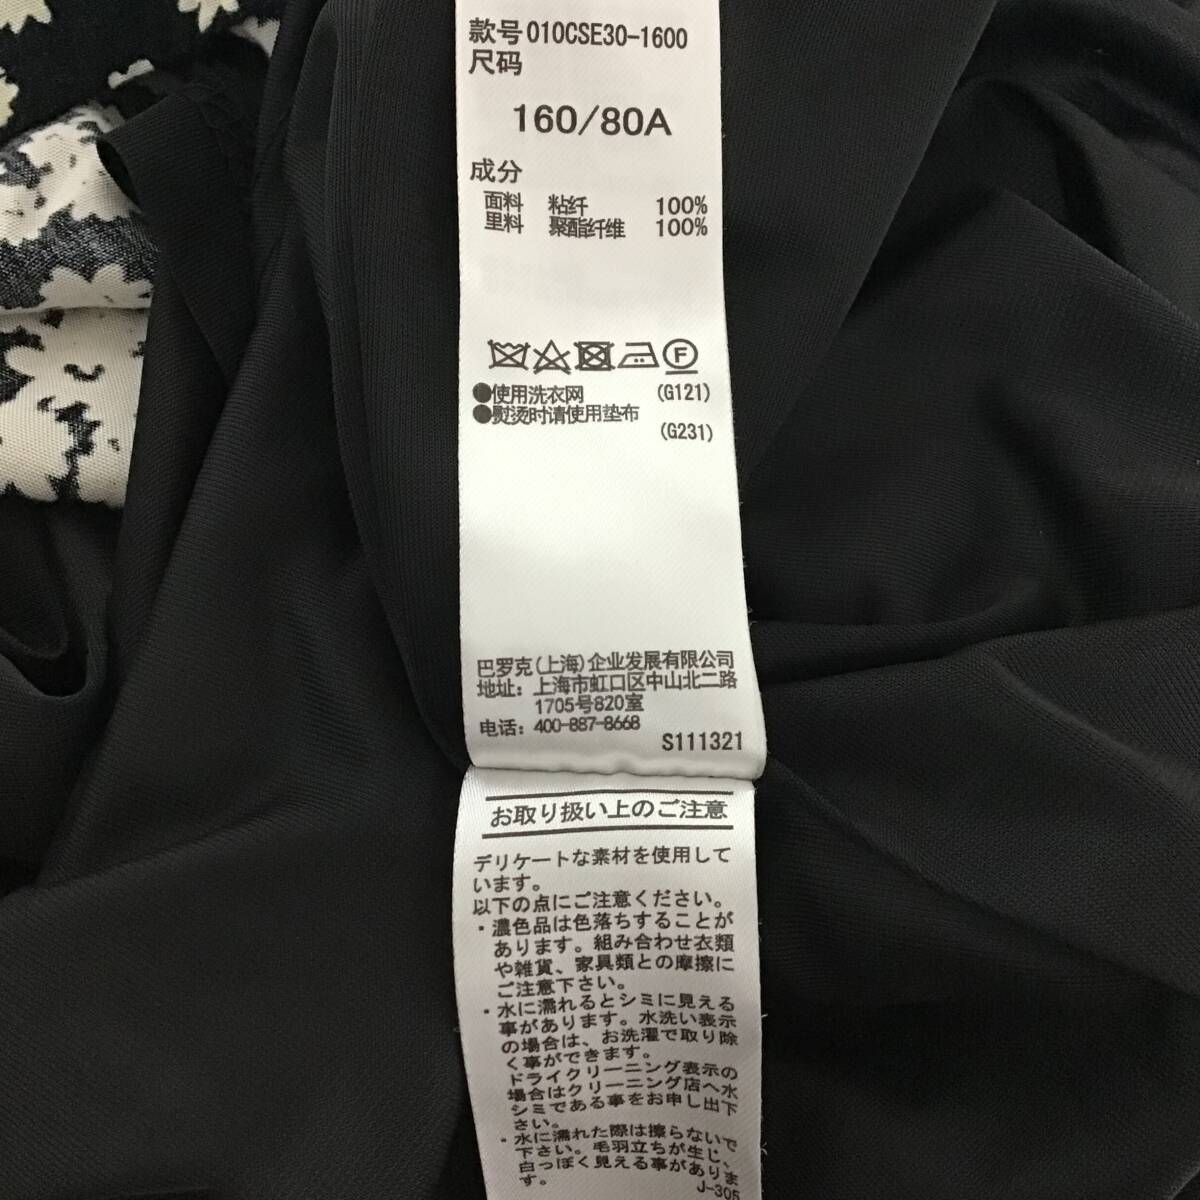 款号010CSE30-1600
尺码
160/80A
成分
面料 粘纤 100%
里料 聚酯纤维 100%
F
●使用洗衣网 (G121)
●熨烫时请使用垫布
(G231)
巴罗克(上海)企业发展有限公司
地址：上海市虹口区中山北二路
1705号820室
电话：400-887-8668
S111321
お取り扱い上のご注意
デリケートな素材を使用して
います。
以下の点にご注意ください。
・濃色品は色落ちすることが
あります。組み合わせ衣類
や雑貨、家具類との摩擦に
ご注意下さい。
・水に濡れるとシミに見える
事があります。水洗い表示
の場合は、お洗濯で取り除
く事ができます。
ドライクリーニング表示の
場合はクリーニング店へ水
シミである事をお申し出下
さい。
・水に濡れた際は擦らないで
下さい。毛羽立ちが生じ、
白っぽく見える事がありま
す。
J-305